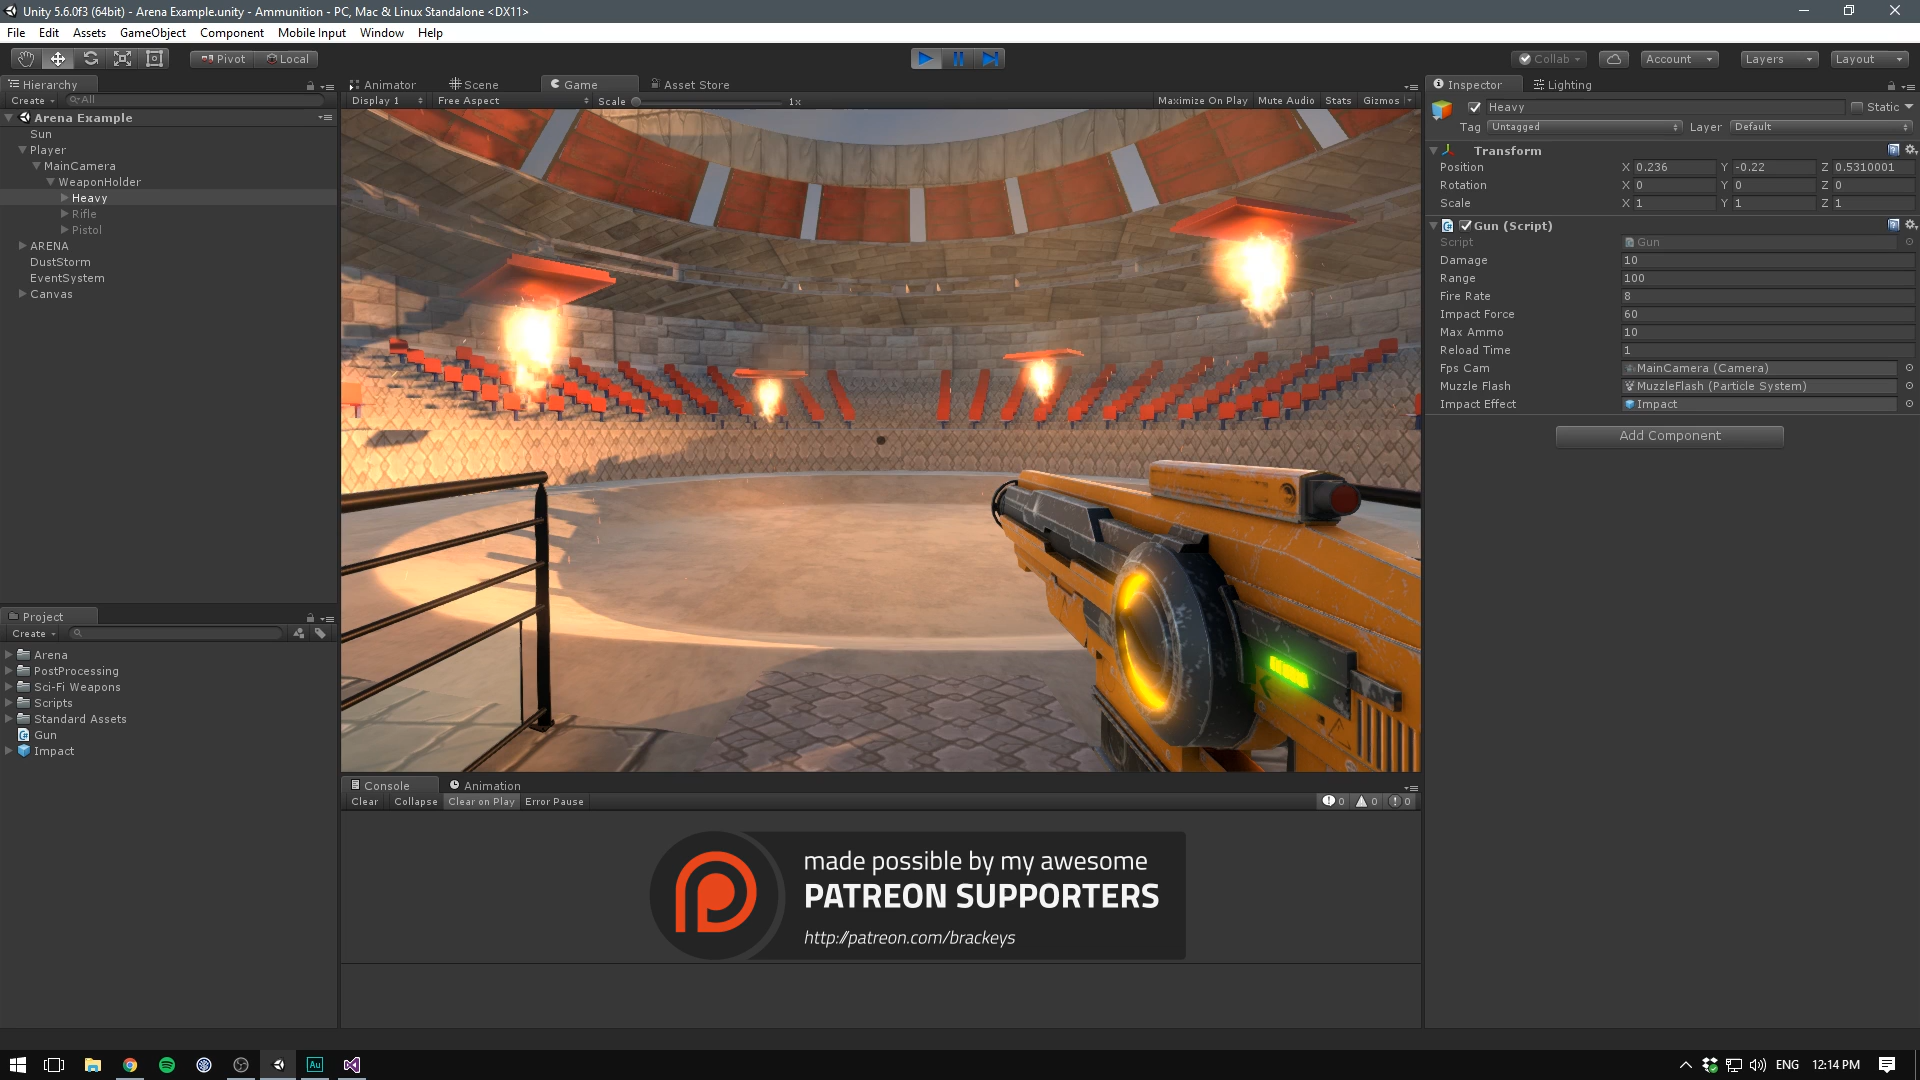 Unity 5.6.0f3 (64bit) - Arena Example.unity - Ammunition - PC, Mac & Linux Standalone <DX11>
File Edit Assets GameObject Component Mobile Input Window Help
Pivot Local Collab Account Layers Layout
Hierarchy
Create All
Arena Example
Sun
Player
MainCamera
WeaponHolder
Heavy
Rifle
Pistol
ARENA
DustStorm
EventSystem
Canvas
Project
Create
Arena
PostProcessing
Sci-Fi Weapons
Scripts
Standard Assets
Gun
Impact
Animator Scene Game Asset Store
Display 1 Free Aspect Scale 1x Maximize On Play Mute Audio Stats Gizmos
Console Animation
Clear Collapse Clear on Play Error Pause 0 0 0
made possible by my awesome
PATREON SUPPORTERS
http://patreon.com/brackeys
Inspector Lighting
Heavy Static
Tag Untagged Layer Default
Transform
Position X 0.236 Y -0.22 Z 0.5310001
Rotation X 0 Y 0 Z 0
Scale X 1 Y 1 Z 1
Gun (Script)
Script Gun
Damage 10
Range 100
Fire Rate 8
Impact Force 60
Max Ammo 10
Reload Time 1
Fps Cam MainCamera (Camera)
Muzzle Flash MuzzleFlash (Particle System)
Impact Effect Impact
Add Component
Au ENG 12:14 PM